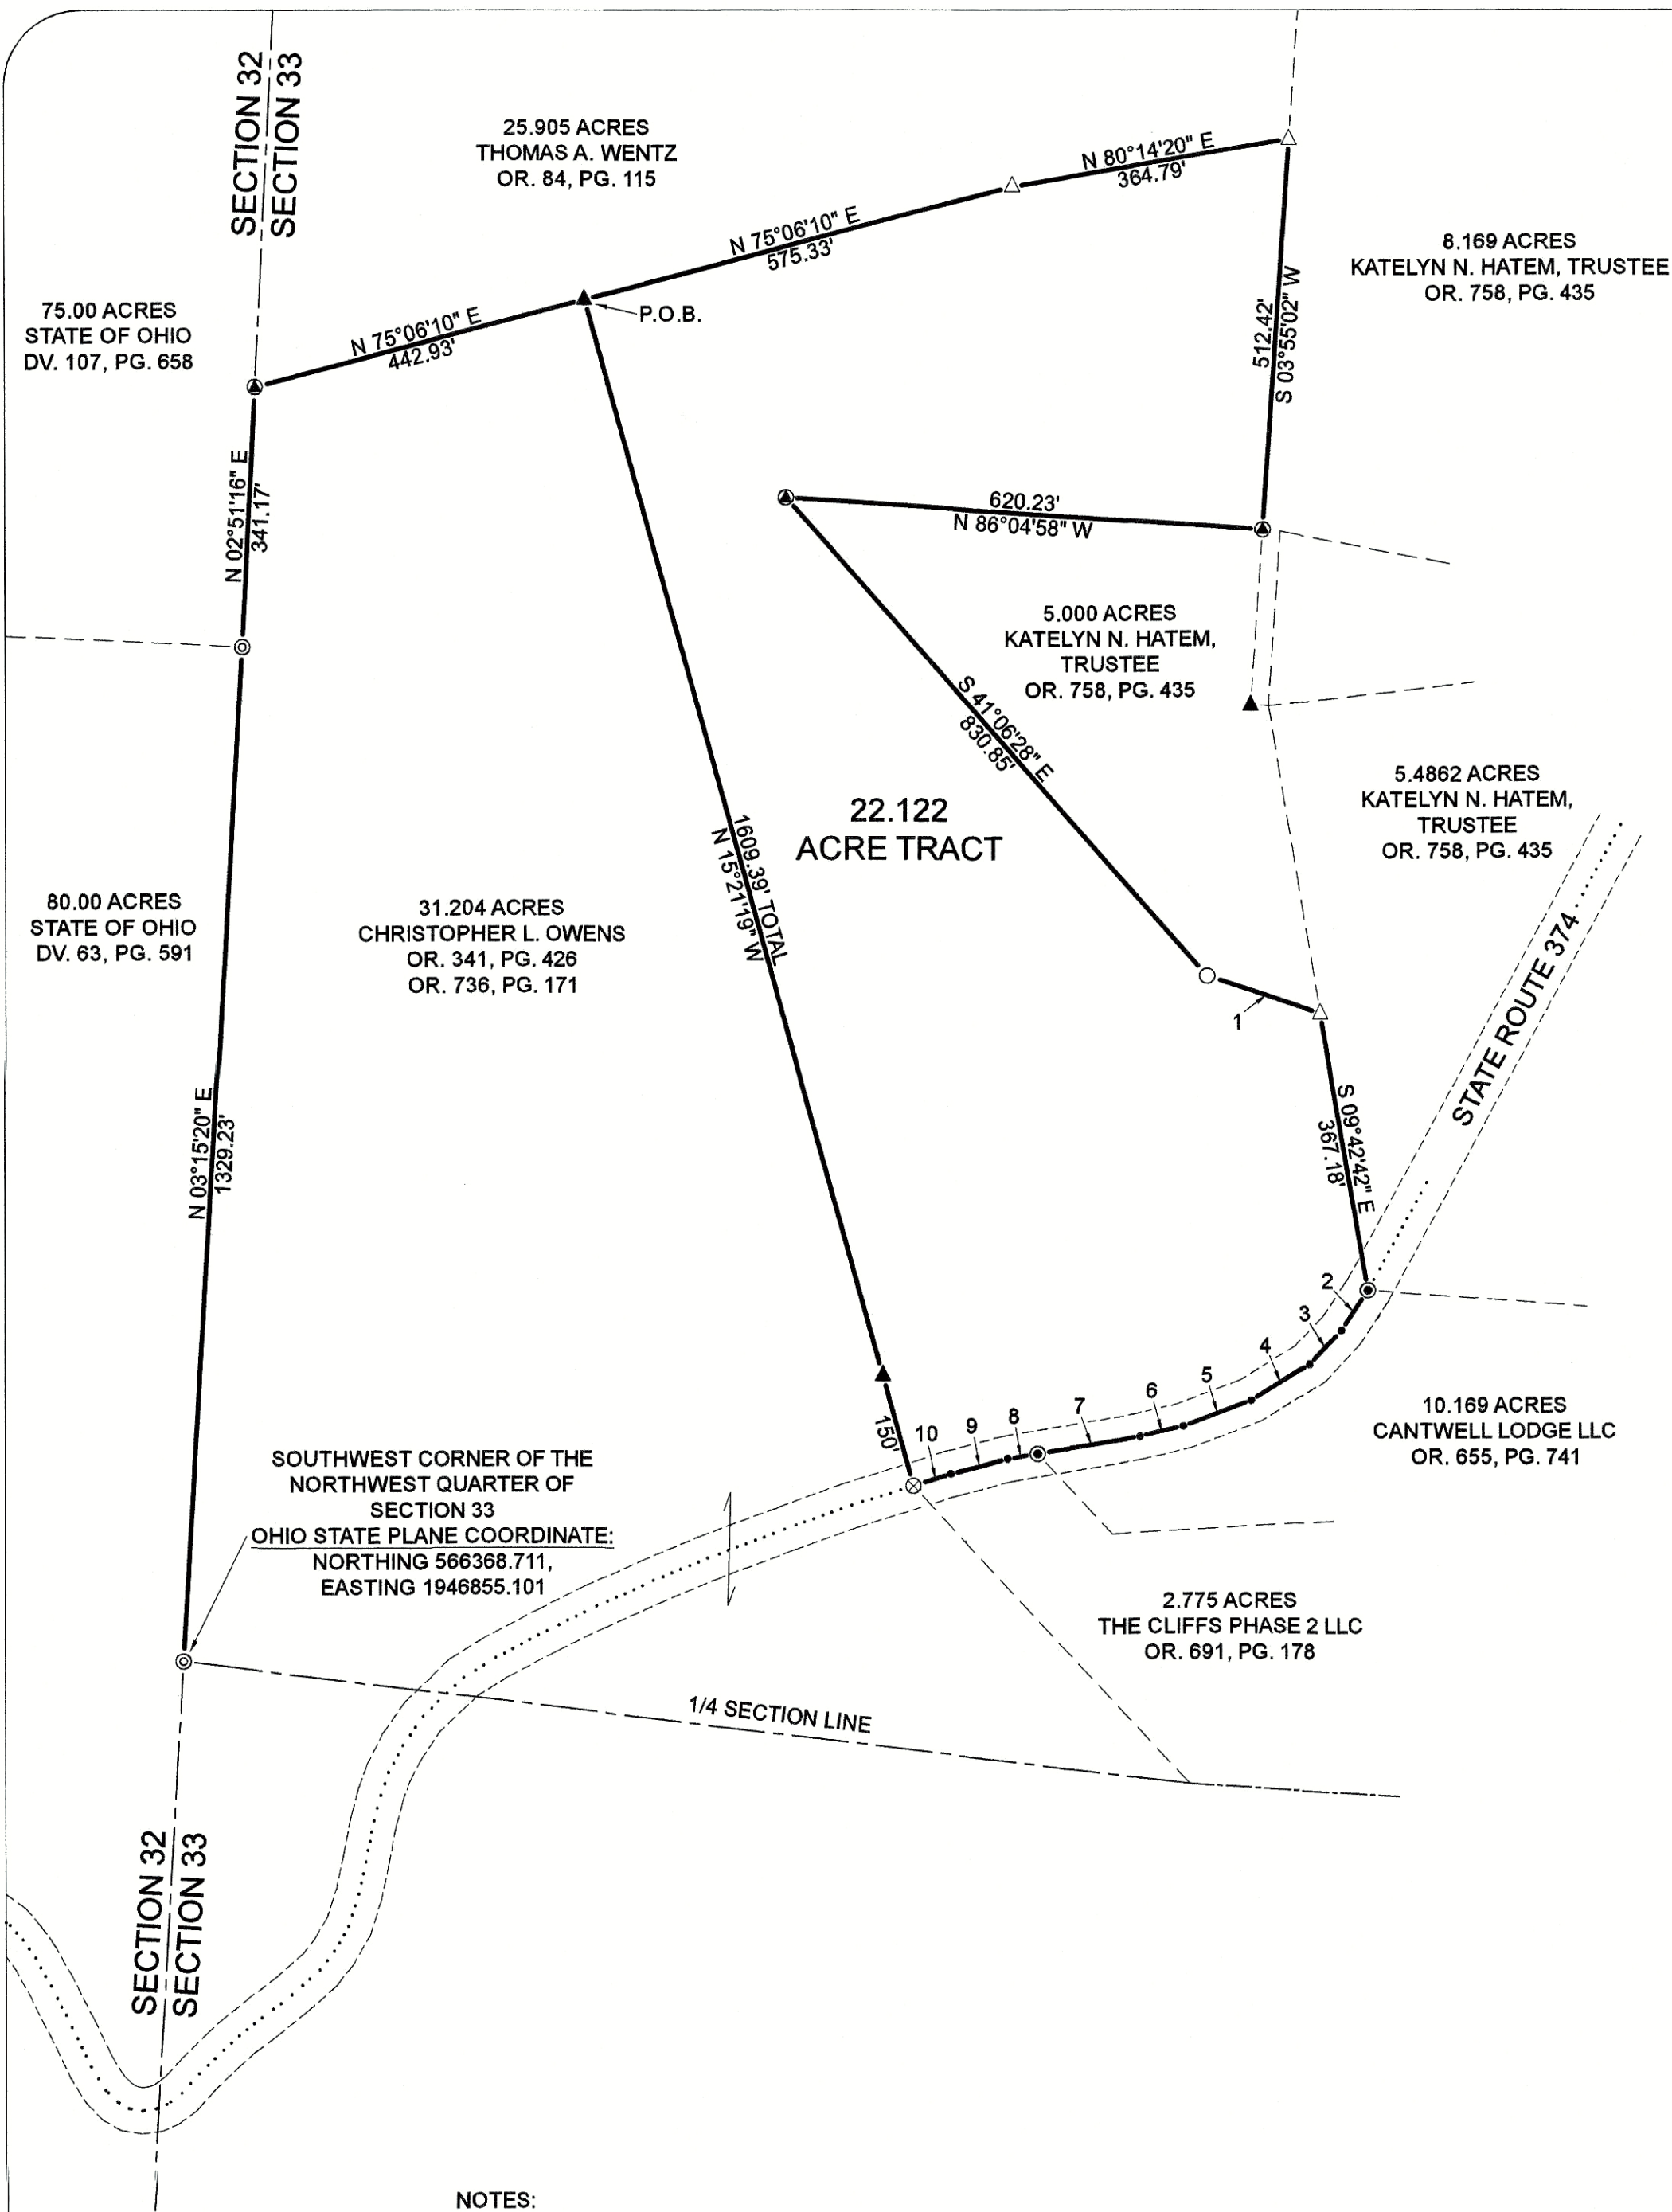 SECTION 32
SECTION 33
25.905 ACRES
THOMAS A. WENTZ
OR. 84, PG. 115
N 80°14'20" E
364.79'
N 75°06'10" E
575.33'
8.169 ACRES
KATELYN N. HATEM, TRUSTEE
OR. 758, PG. 435
75.00 ACRES
STATE OF OHIO
DV. 107, PG. 658
P.O.B.
N 75°06'10" E
442.93'
512.42'
S 03°55'02" W
N 02°51'16" E
341.17'
620.23'
N 86°04'58" W
5.000 ACRES
KATELYN N. HATEM,
TRUSTEE
OR. 758, PG. 435
S 41°06'28" E
830.85'
5.4862 ACRES
KATELYN N. HATEM,
TRUSTEE
OR. 758, PG. 435
22.122
ACRE TRACT
1609.39' TOTAL
N 15°21'19" W
80.00 ACRES
STATE OF OHIO
DV. 63, PG. 591
31.204 ACRES
CHRISTOPHER L. OWENS
OR. 341, PG. 426
OR. 736, PG. 171
1
STATE ROUTE 374
N 03°15'20" E
1329.23'
S 09°42'42" E
367.18'
2
3
4
5
6
7
8
9
10
150'
10.169 ACRES
CANTWELL LODGE LLC
OR. 655, PG. 741
SOUTHWEST CORNER OF THE
NORTHWEST QUARTER OF
SECTION 33
OHIO STATE PLANE COORDINATE:
NORTHING 566368.711,
EASTING 1946855.101
2.775 ACRES
THE CLIFFS PHASE 2 LLC
OR. 691, PG. 178
1/4 SECTION LINE
SECTION 32
SECTION 33
NOTES: